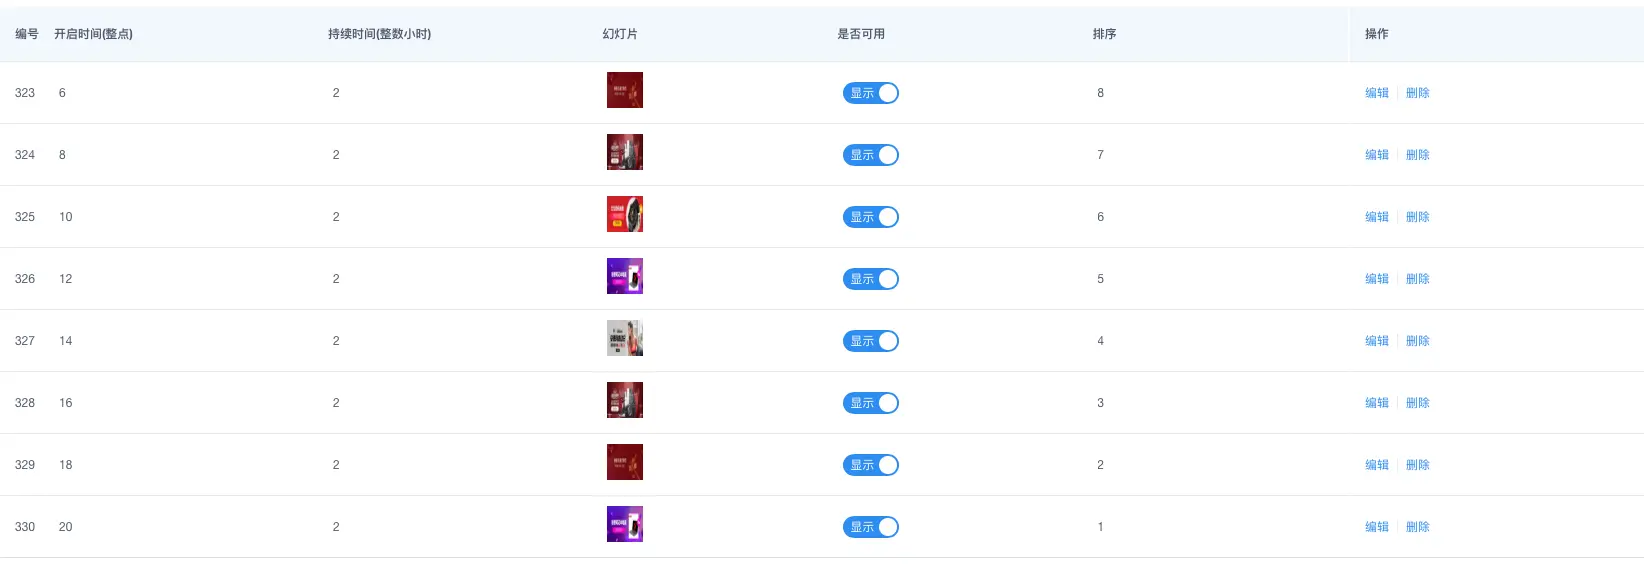 编号 开启时间(整点) 持续时间(整数小时) 幻灯片 是否可用 排序 操作
323 6 2 显示 8 编辑 删除
324 8 2 显示 7 编辑 删除
325 10 2 显示 6 编辑 删除
326 12 2 显示 5 编辑 删除
327 14 2 显示 4 编辑 删除
328 16 2 显示 3 编辑 删除
329 18 2 显示 2 编辑 删除
330 20 2 显示 1 编辑 删除